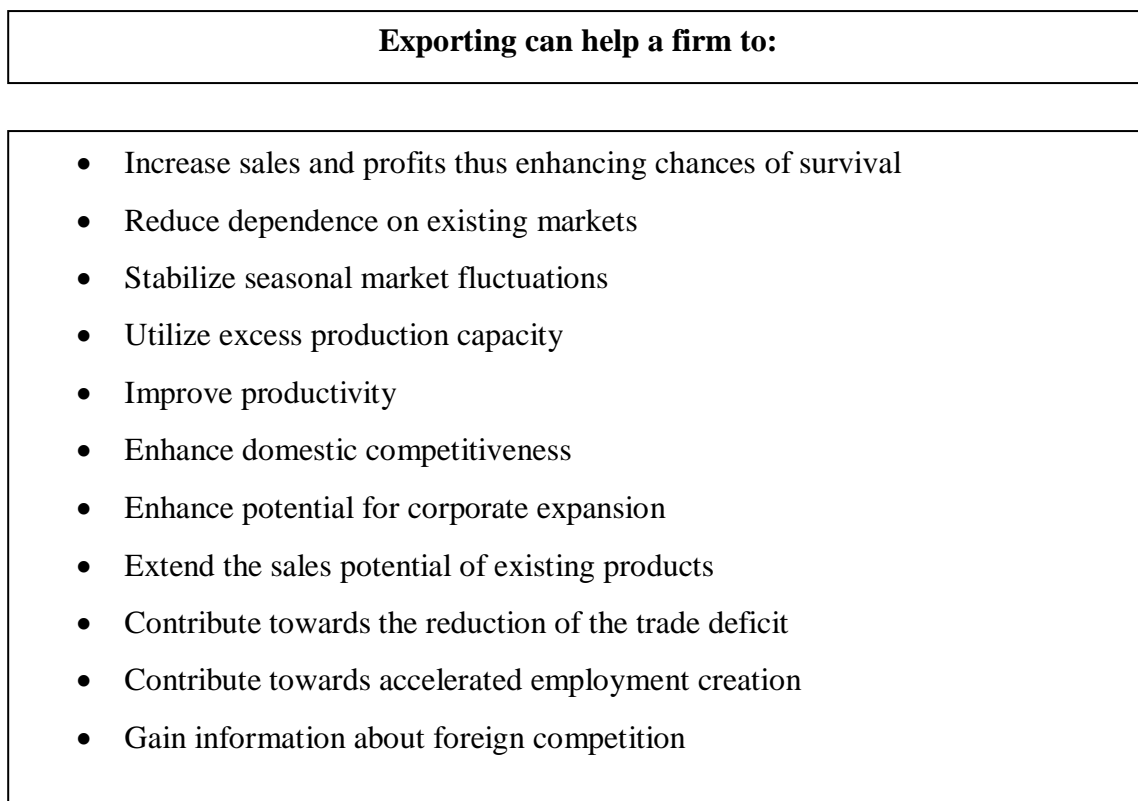 Exporting can help a firm to:
• Increase sales and profits thus enhancing chances of survival
• Reduce dependence on existing markets
• Stabilize seasonal market fluctuations
• Utilize excess production capacity
• Improve productivity
• Enhance domestic competitiveness
• Enhance potential for corporate expansion
• Extend the sales potential of existing products
• Contribute towards the reduction of the trade deficit
• Contribute towards accelerated employment creation
• Gain information about foreign competition